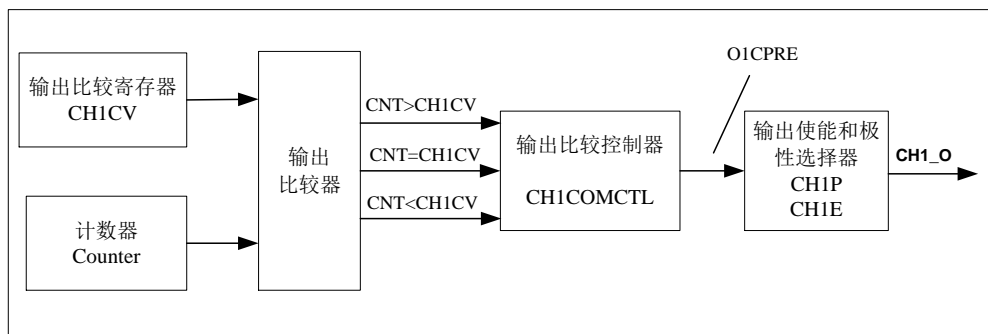 输出比较寄存器
CH1CV
计数器
Counter
输出
比较器
CNT>CH1CV
CNT=CH1CV
CNT<CH1CV
输出比较控制器
CH1COMCTL
O1CPRE
输出使能和极
性选择器
CH1P
CH1E
CH1_O